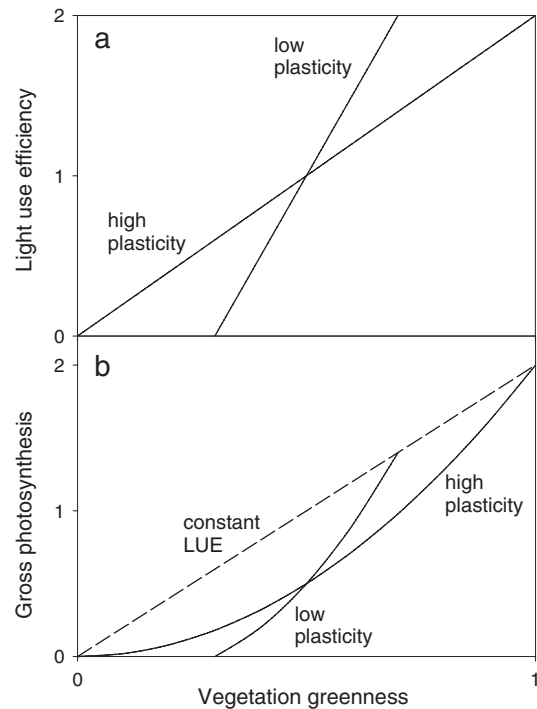 2
a
low
plasticity
Light use efficiency
1
high
plasticity
0
2
b
Gross photosynthesis
high
plasticity
constant
LUE
1
low
plasticity
0
0
1
Vegetation greenness